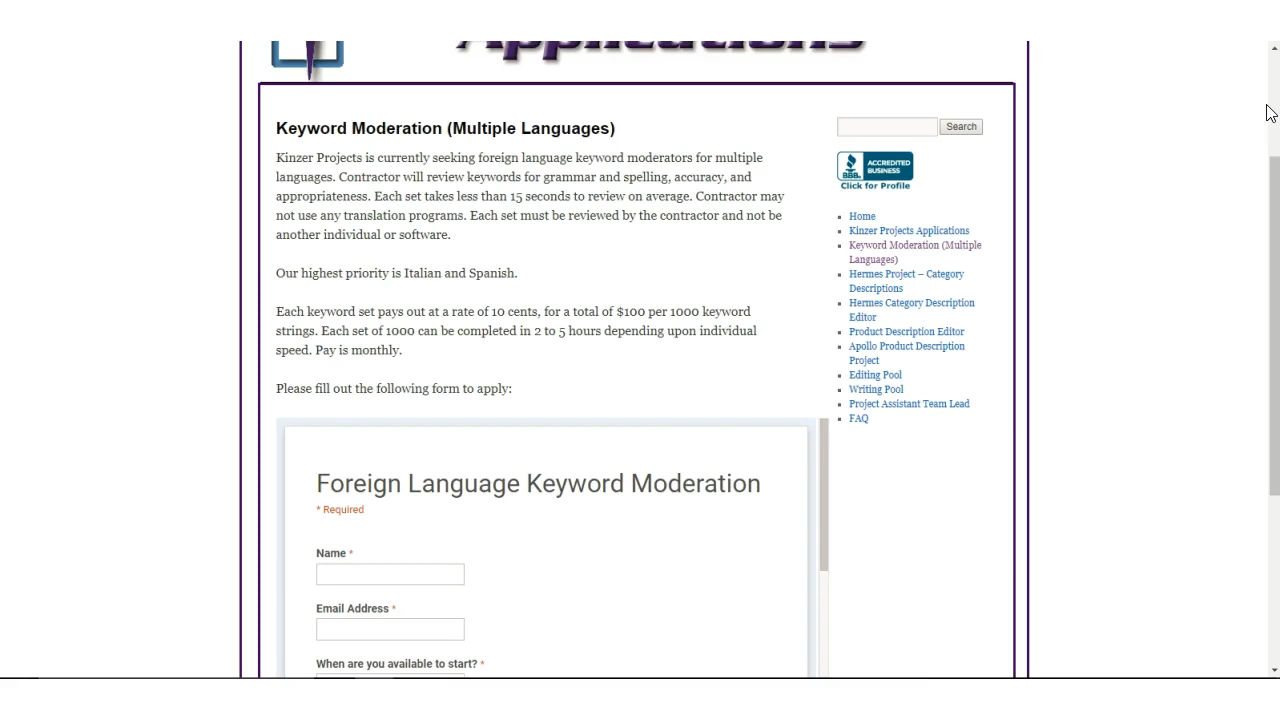 Applications
Keyword Moderation (Multiple Languages)
Kinzer Projects is currently seeking foreign language keyword moderators for multiple
languages. Contractor will review keywords for grammar and spelling, accuracy, and
appropriateness. Each set takes less than 15 seconds to review on average. Contractor may
not use any translation programs. Each set must be reviewed by the contractor and not be
another individual or software.
Our highest priority is Italian and Spanish.
Each keyword set pays out at a rate of 10 cents, for a total of $100 per 1000 keyword
strings. Each set of 1000 can be completed in 2 to 5 hours depending upon individual
speed. Pay is monthly.
Please fill out the following form to apply:
Foreign Language Keyword Moderation
* Required
Name *
Email Address *
When are you available to start? *
Search
BBB.
ACCREDITED
BUSINESS
Click for Profile
Home
Kinzer Projects Applications
Keyword Moderation (Multiple
Languages)
Hermes Project – Category
Descriptions
Hermes Category Description
Editor
Product Description Editor
Apollo Product Description
Project
Editing Pool
Writing Pool
Project Assistant Team Lead
FAQ